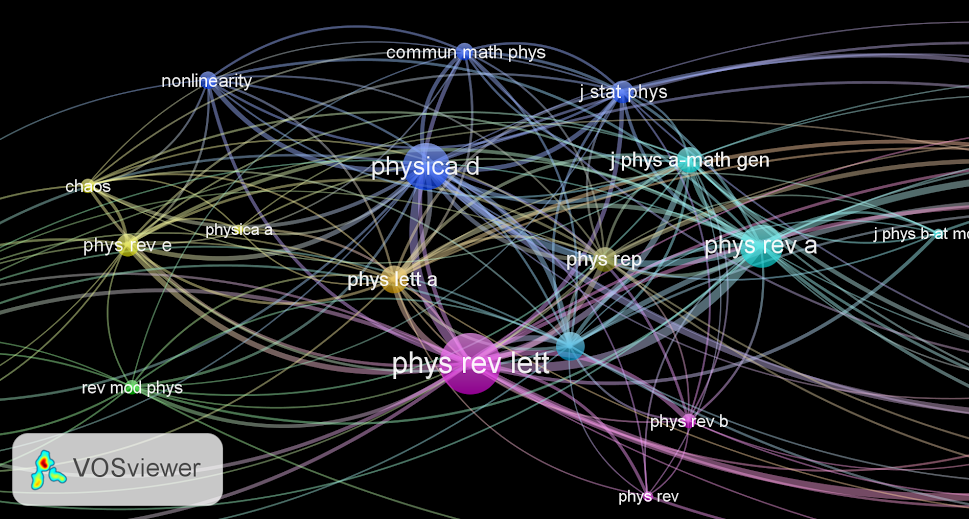 commun math phys
nonlinearity
j stat phys
physica d
j phys a-math gen
chaos
physica a
phys rev e
phys rev a
j phys b-at mo
phys rep
phys lett a
phys rev lett
rev mod phys
phys rev b
VOSviewer
phys rev